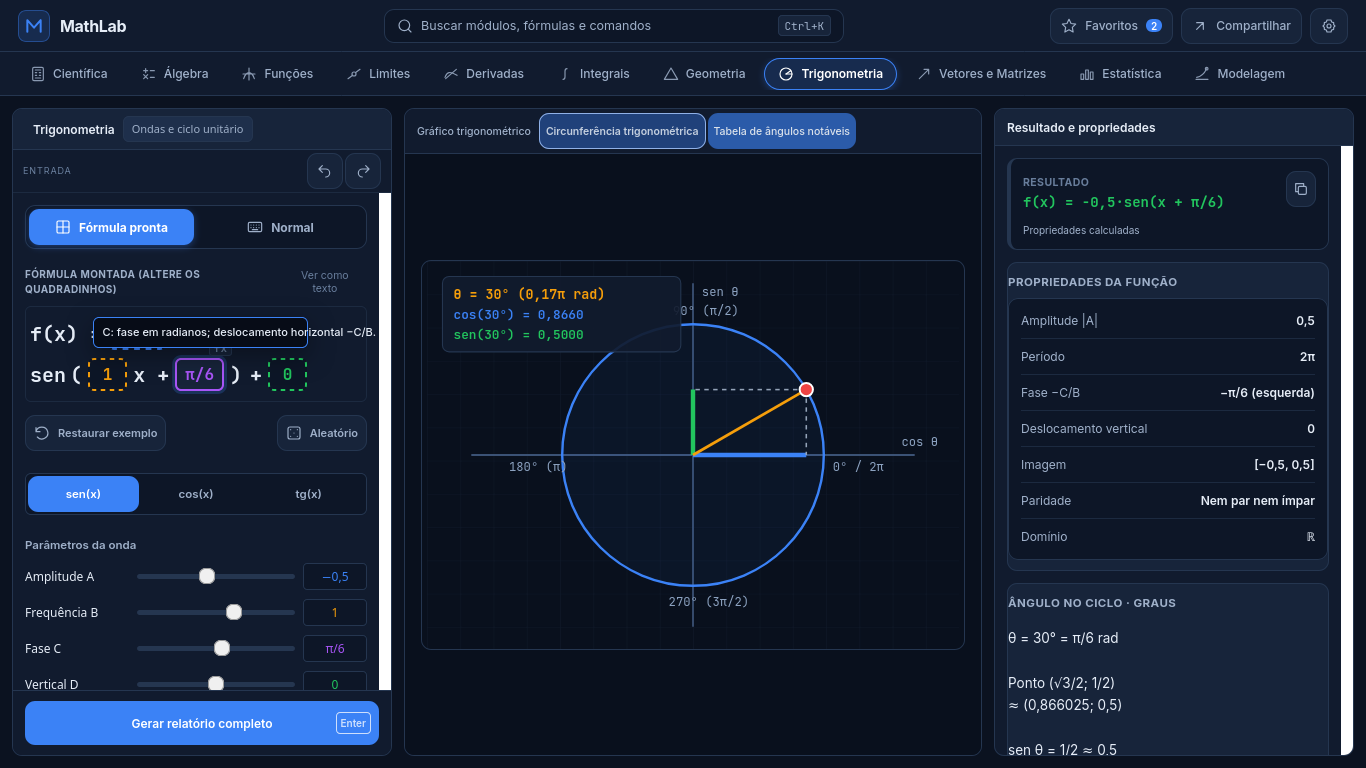 MathLab
Buscar módulos, fórmulas e comandos
Ctrl+K
Favoritos 2
Compartilhar
Científica
Álgebra
Funções
Limites
Derivadas
Integrais
Geometria
Trigonometria
Vetores e Matrizes
Estatística
Modelagem
Trigonometria
Ondas e ciclo unitário
ENTRADA
Fórmula pronta
Normal
FÓRMULA MONTADA (ALTERE OS QUADRADINHOS)
Ver como texto
f(x)
C: fase em radianos; deslocamento horizontal −C/B.
sen ( 1 x + π/6 ) + 0
Restaurar exemplo
Aleatório
sen(x)
cos(x)
tg(x)
Parâmetros da onda
Amplitude A
−0,5
Frequência B
1
Fase C
π/6
Vertical D
0
Gerar relatório completo
Enter
Gráfico trigonométrico
Circunferência trigonométrica
Tabela de ângulos notáveis
θ = 30° (0,17π rad)
cos(30°) = 0,8660
sen(30°) = 0,5000
sen θ
0° (π/2)
cos θ
180° (π)
0° / 2π
270° (3π/2)
Resultado e propriedades
RESULTADO
f(x) = -0,5·sen(x + π/6)
Propriedades calculadas
PROPRIEDADES DA FUNÇÃO
Amplitude |A|
0,5
Período
2π
Fase −C/B
−π/6 (esquerda)
Deslocamento vertical
0
Imagem
[−0,5, 0,5]
Paridade
Nem par nem ímpar
Domínio
ℝ
ÂNGULO NO CICLO · GRAUS
θ = 30° = π/6 rad
Ponto (√3/2; 1/2)
≈ (0,866025; 0,5)
sen θ = 1/2 ≈ 0,5